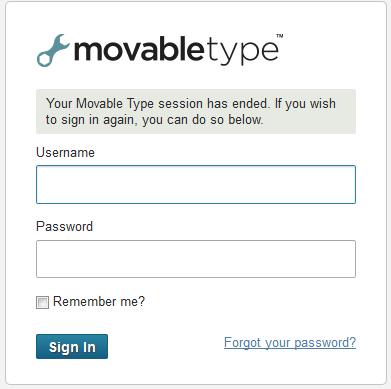 movabletype™
Your Movable Type session has ended. If you wish
to sign in again, you can do so below.
Username
Password
Remember me?
Sign In
Forgot your password?